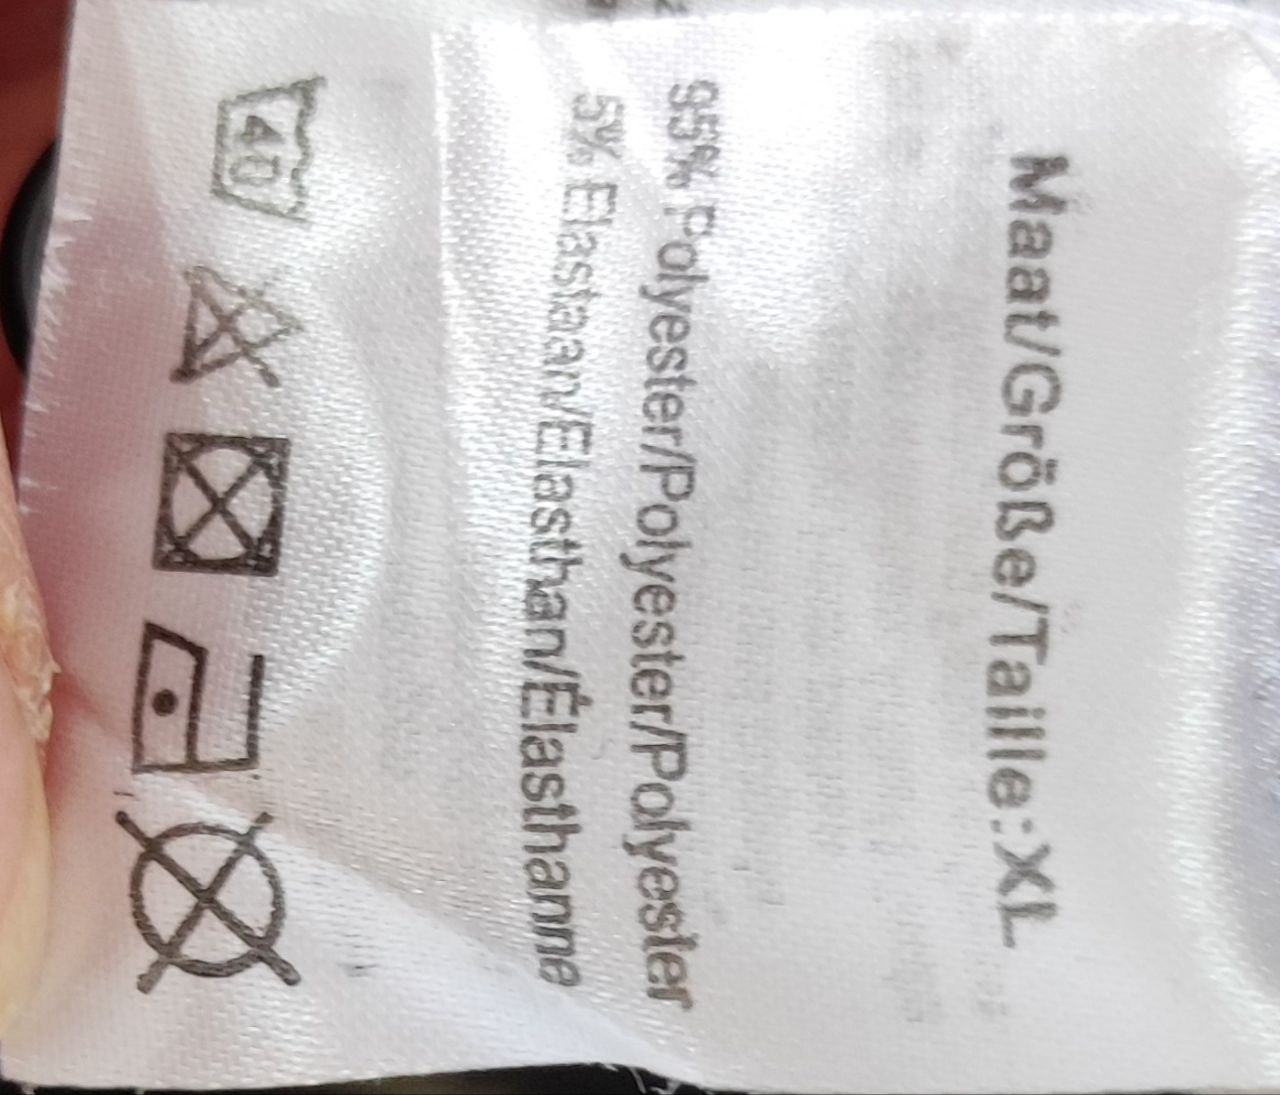 Maat/Größe/Taille:XL
95% Polyester/Polyester/Polyester
5% Elastaan/Elasthan/Élasthanne
40